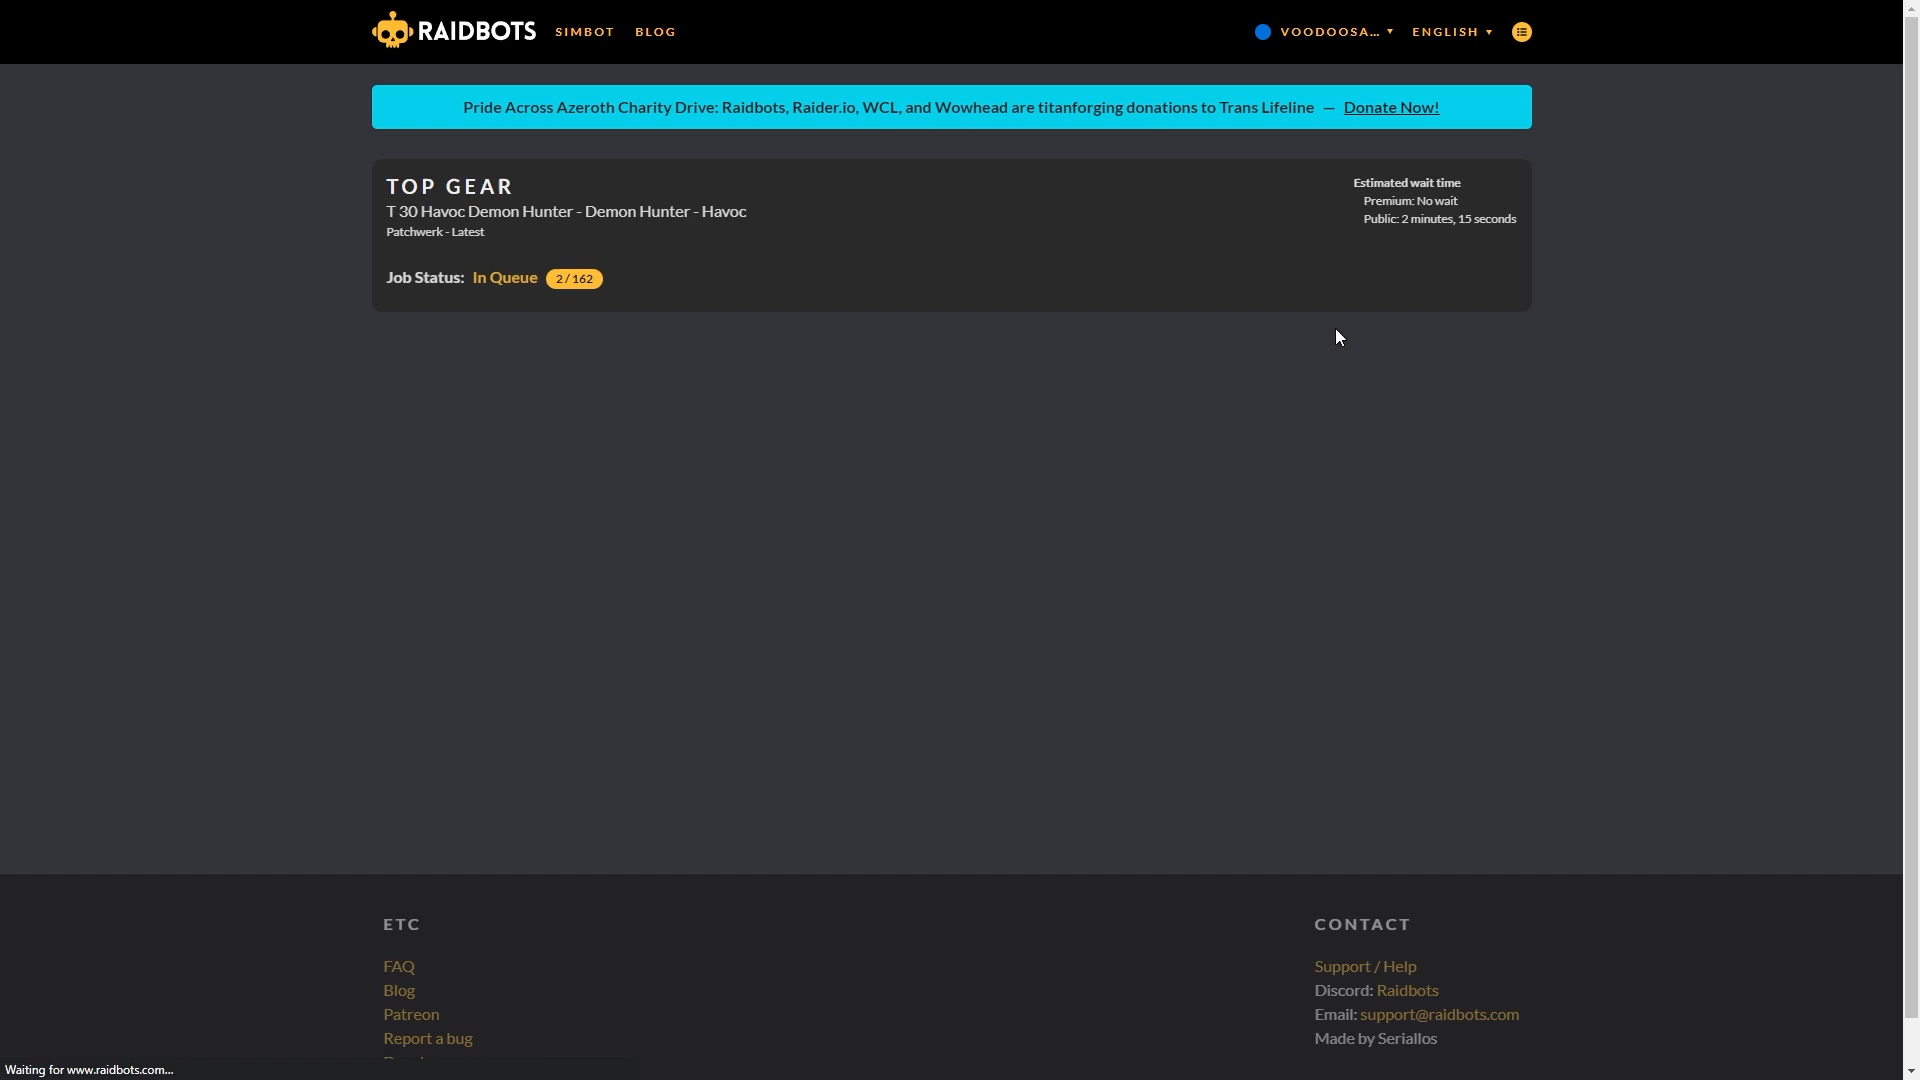 RAIDBOTS SIMBOT BLOG VOODOOSA... ENGLISH
Pride Across Azeroth Charity Drive: Raidbots, Raider.io, WCL, and Wowhead are titanforging donations to Trans Lifeline — Donate Now!
TOP GEAR
T 30 Havoc Demon Hunter - Demon Hunter - Havoc
Patchwerk - Latest
Estimated wait time
Premium: No wait
Public: 2 minutes, 15 seconds
Job Status: In Queue 2 / 162
ETC
FAQ
Blog
Patreon
Report a bug
CONTACT
Support / Help
Discord: Raidbots
Email: support@raidbots.com
Made by Seriallos
Waiting for www.raidbots.com...